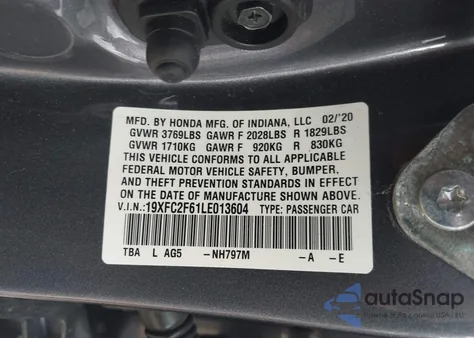 MFD. BY HONDA MFG. OF INDIANA, LLC 02/'20
GVWR 3769LBS GAWR F 2028LBS R 1829LBS
GVWR 1710KG GAWR F 920KG R 830KG
THIS VEHICLE CONFORMS TO ALL APPLICABLE
FEDERAL MOTOR VEHICLE SAFETY, BUMPER,
AND THEFT PREVENTION STANDARDS IN EFFECT
ON THE DATE OF MANUFACTURE SHOWN ABOVE.
V.I.N.:19XFC2F61LE013604 TYPE: PASSENGER CAR
TBA L AG5 -NH797M -A -E
autoSnap